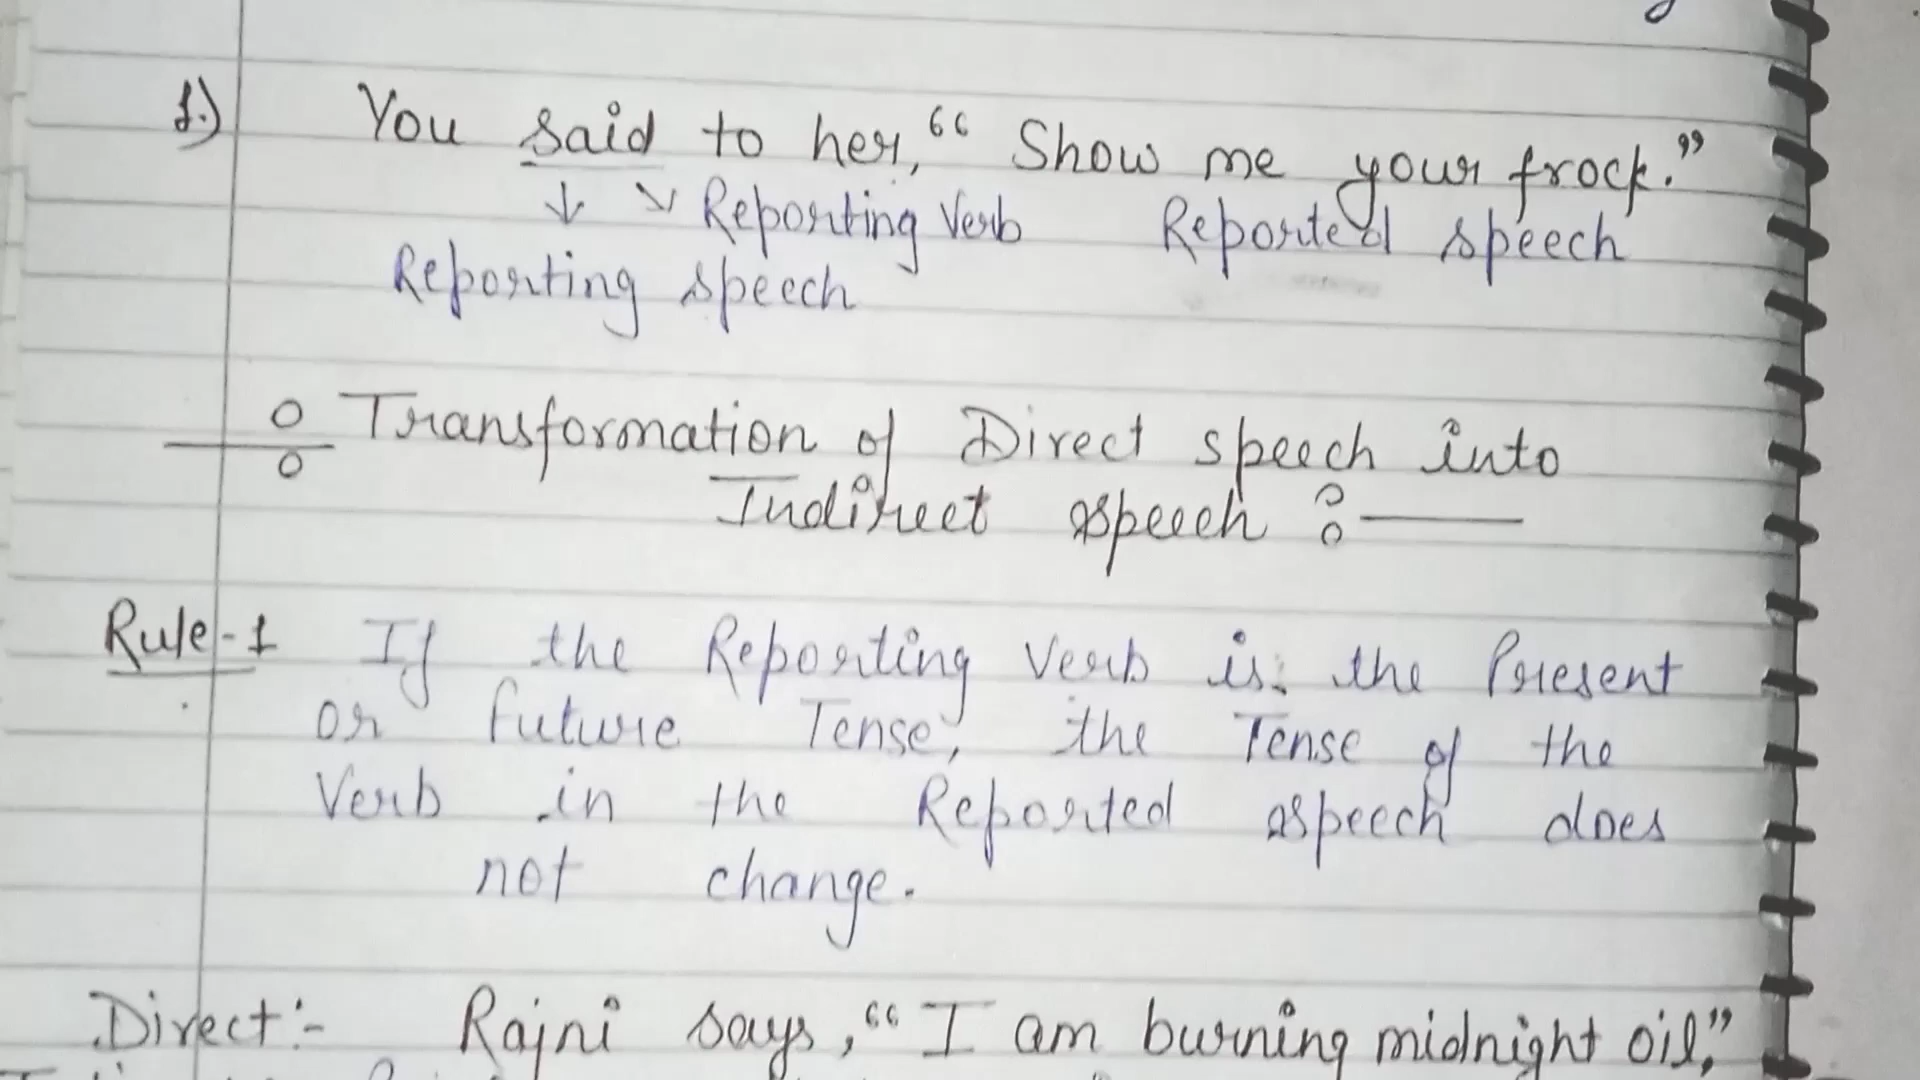 1.) You said to her, “Show me your frock.”
↓ ↘ Reporting Verb Reported speech
Reporting speech
Transformation of Direct speech into
Indirect speech :—
Rule-1 If the Reporting Verb is the Present
or future Tense, the Tense of the
Verb in the Reported speech does
not change.
Direct:- Rajni says, “I am burning midnight oil,”